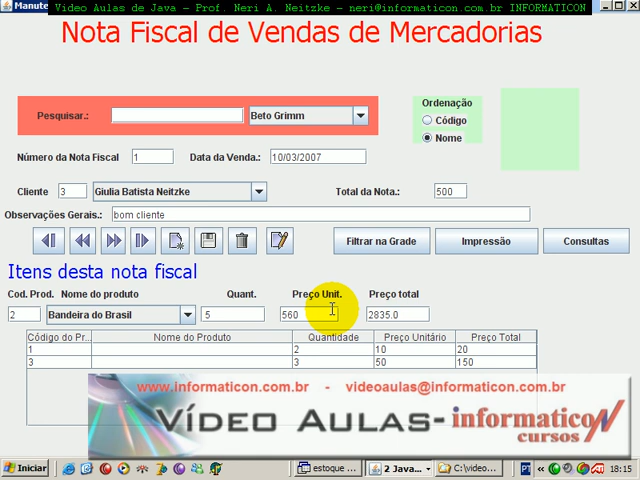 Manute
Video Aulas de Java - Prof. Neri A. Neitzke - neri@informaticon.com.br INFORMATICON
Nota Fiscal de Vendas de Mercadorias
Pesquisar.: Beto Grimm
Ordenação
Código
Nome
Número da Nota Fiscal 1 Data da Venda.: 10/03/2007
Cliente 3 Giulia Batista Neitzke Total da Nota.: 500
Observações Gerais.: bom cliente
Filtrar na Grade Impressão Consultas
Itens desta nota fiscal
Cod. Prod. Nome do produto Quant. Preço Unit. Preço total
2 Bandeira do Brasil 5 560 2835.0
Código do Pr... Nome do Produto Quantidade Preço Unitário Preço Total
1 2 10 20
3 3 50 150
www.informaticon.com.br - videoaulas@informaticon.com.br
VÍDEO AULAS- informaticon
cursos
Iniciar estoque ... 2 Java... C:\video... PT 18:15